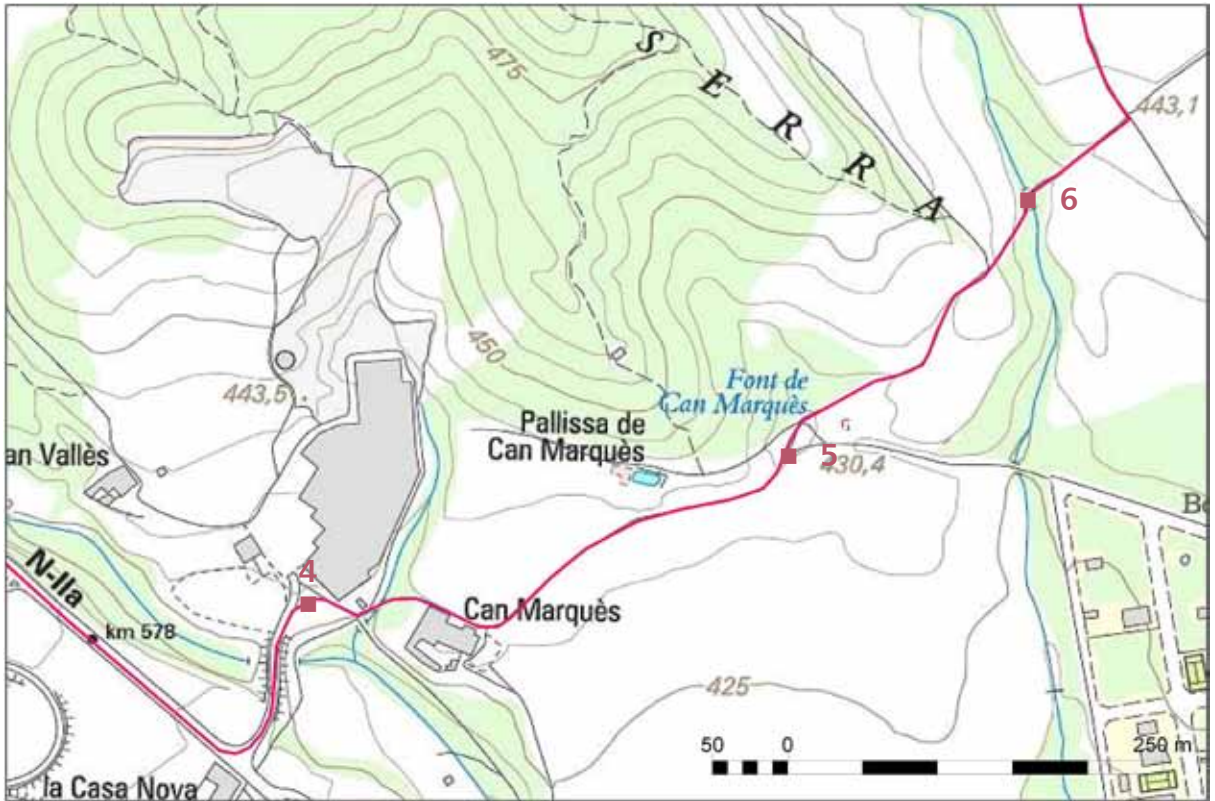 475
S E R R A
443,1
6
450
443,5
Font de
Can Marquès
Pallissa de
Can Marquès
5
430,4
an Vallès
N-IIa
4
km 578
Can Marquès
425
50 0 250 m
la Casa Nova